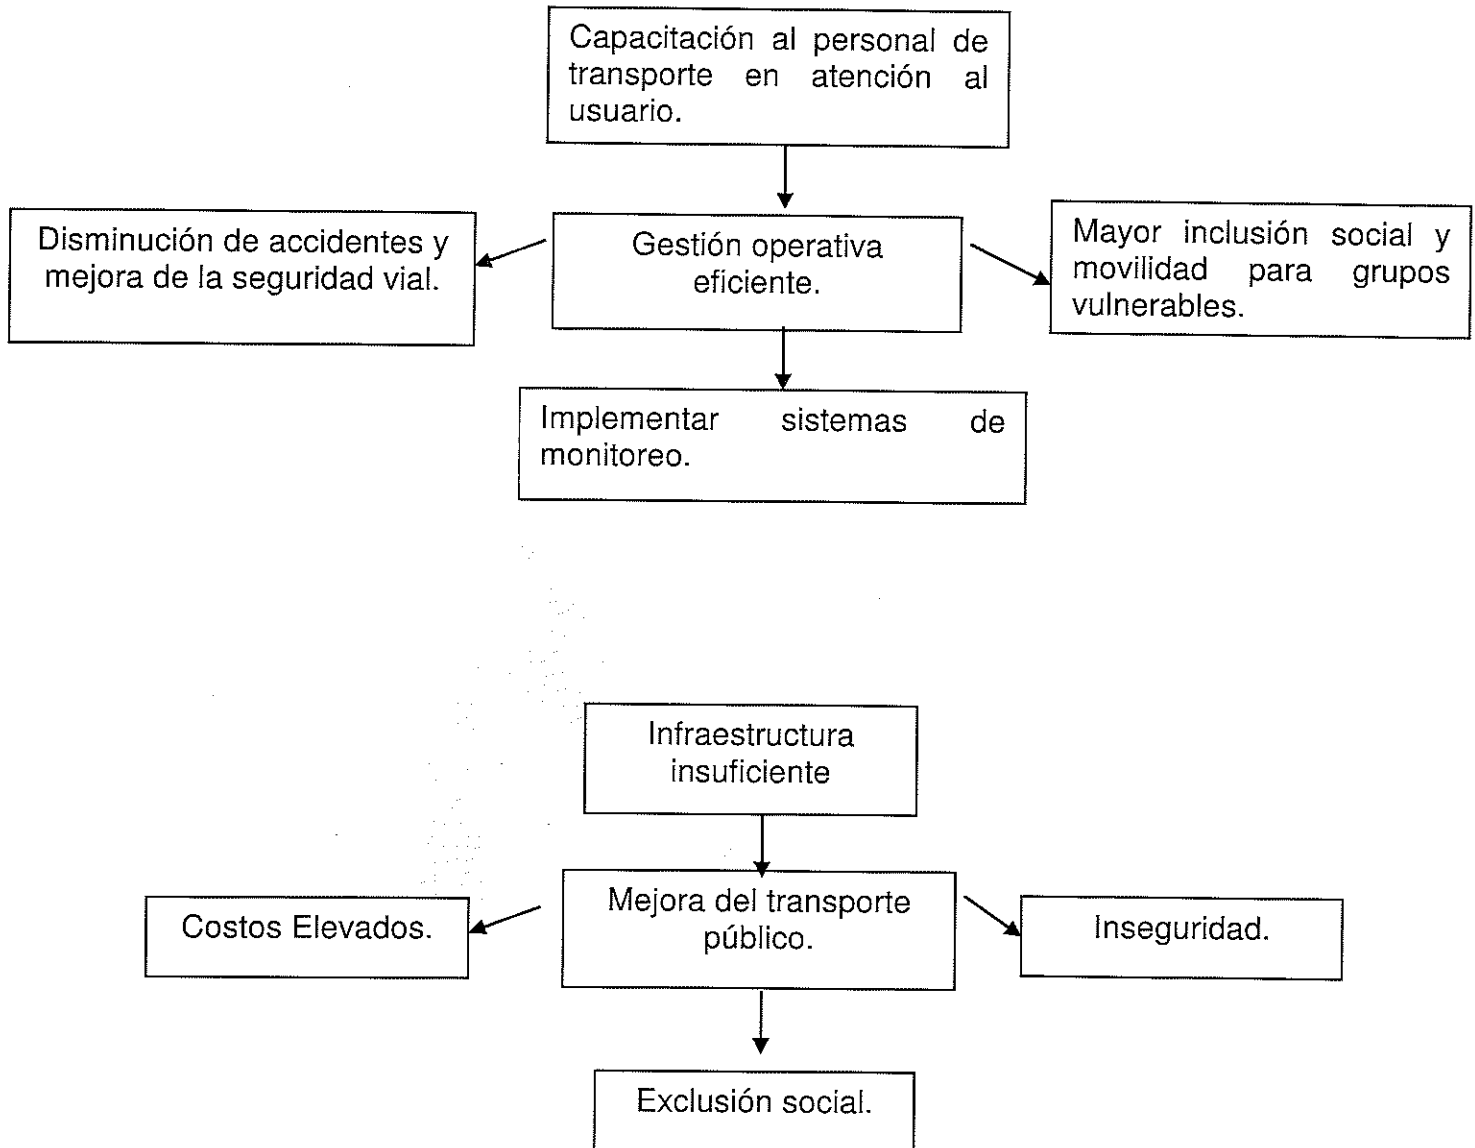 Capacitación al personal de
transporte en atención al
usuario.
Disminución de accidentes y
mejora de la seguridad vial.
Gestión operativa
eficiente.
Mayor inclusión social y
movilidad para grupos
vulnerables.
Implementar sistemas de
monitoreo.
Infraestructura
insuficiente
Costos Elevados.
Mejora del transporte
público.
Inseguridad.
Exclusión social.